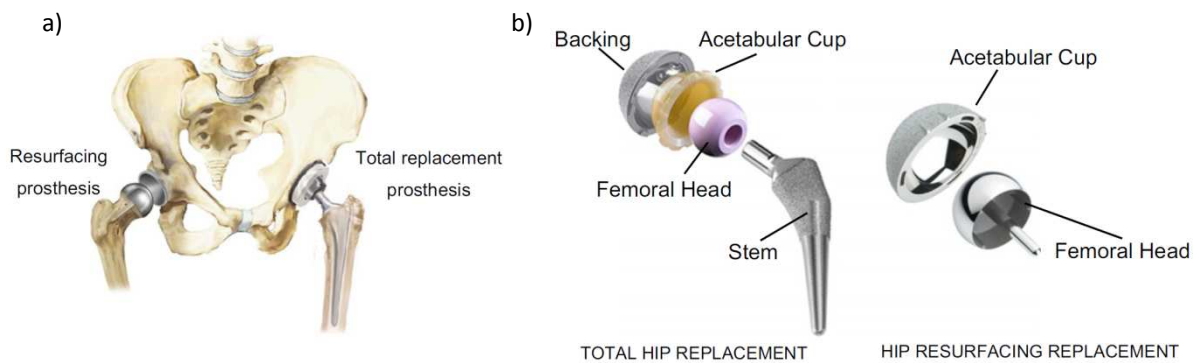 a)
Resurfacing
prosthesis
Total replacement
prosthesis
b)
Backing
Acetabular Cup
Femoral Head
Stem
TOTAL HIP REPLACEMENT
Acetabular Cup
Femoral Head
HIP RESURFACING REPLACEMENT